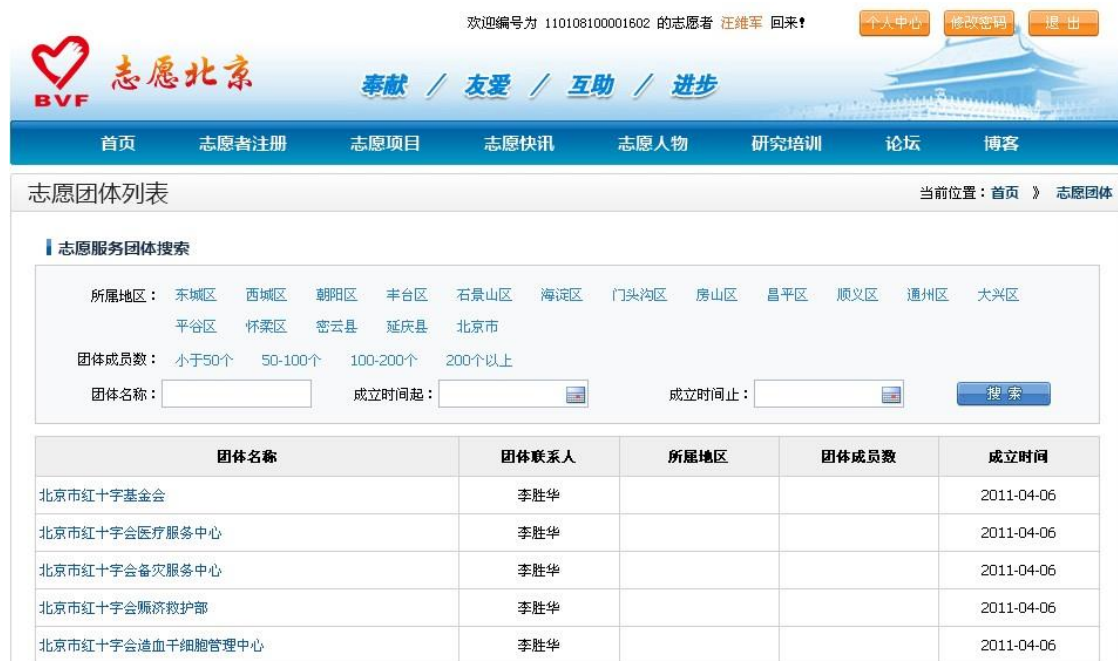 欢迎编号为 110108100001602 的志愿者 汪维军 回来!
个人中心 修改密码 退 出
BVF 志愿北京 奉献 / 友爱 / 互助 / 进步
首页 志愿者注册 志愿项目 志愿快讯 志愿人物 研究培训 论坛 博客
志愿团体列表 当前位置：首页 》 志愿团体
志愿服务团体搜索
所属地区： 东城区 西城区 朝阳区 丰台区 石景山区 海淀区 门头沟区 房山区 昌平区 顺义区 通州区 大兴区
平谷区 怀柔区 密云县 延庆县 北京市
团体成员数： 小于50个 50-100个 100-200个 200个以上
团体名称： 成立时间起： 成立时间止： 搜 索
团体名称 团体联系人 所属地区 团体成员数 成立时间
北京市红十字基金会 李胜华 2011-04-06
北京市红十字会医疗服务中心 李胜华 2011-04-06
北京市红十字会备灾服务中心 李胜华 2011-04-06
北京市红十字会赈济救护部 李胜华 2011-04-06
北京市红十字会造血干细胞管理中心 李胜华 2011-04-06